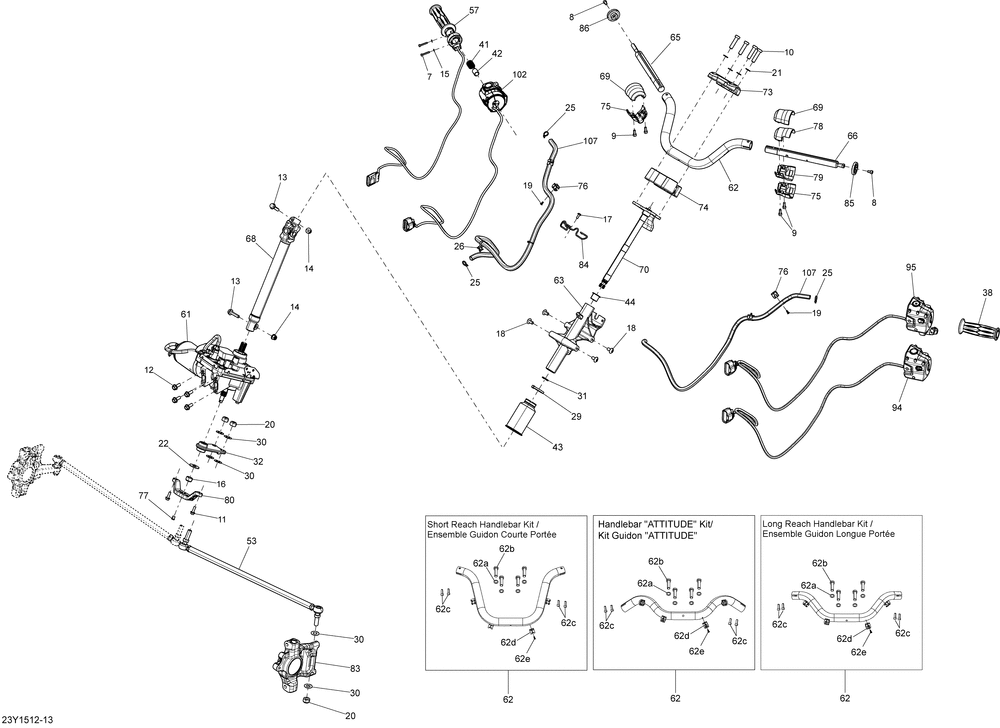 57
8
86
41
42
15
7
102
65
10
21
73
69
75
9
69
78
66
79
75
85
8
9
62
74
25
107
76
19
17
26
25
84
70
13
68
14
13
14
61
12
63
44
18
18
31
29
43
76
107
25
19
95
38
94
20
30
22
32
30
16
80
77
11
53
30
83
30
20
Short Reach Handlebar Kit /
Ensemble Guidon Courte Portée
62b
62a
62c
62c
62d
62e
62
Handlebar "ATTITUDE" Kit/
Kit Guidon "ATTITUDE"
62b
62a
62c
62d
62c
62e
62
Long Reach Handlebar Kit /
Ensemble Guidon Longue Portée
62b
62a
62c
62d
62c
62e
62
23Y1512-13